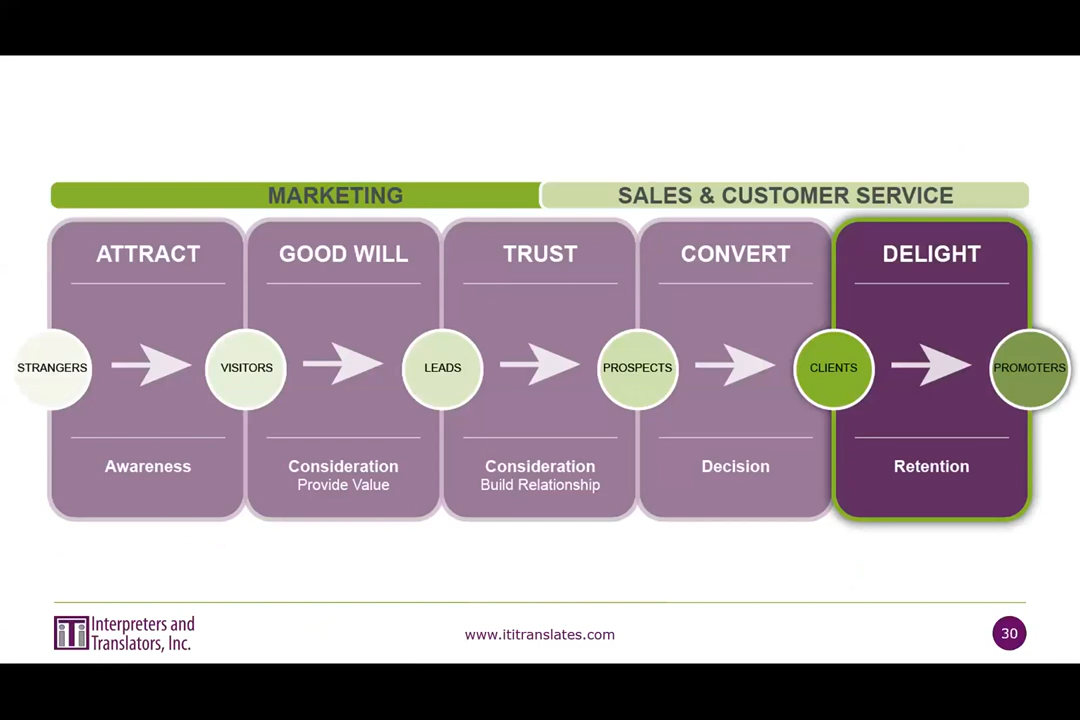 MARKETING
SALES & CUSTOMER SERVICE
ATTRACT
GOOD WILL
TRUST
CONVERT
DELIGHT
STRANGERS
VISITORS
LEADS
PROSPECTS
CLIENTS
PROMOTERS
Awareness
Consideration
Provide Value
Consideration
Build Relationship
Decision
Retention
iTi Interpreters and
Translators, Inc.
www.ititranslates.com
30